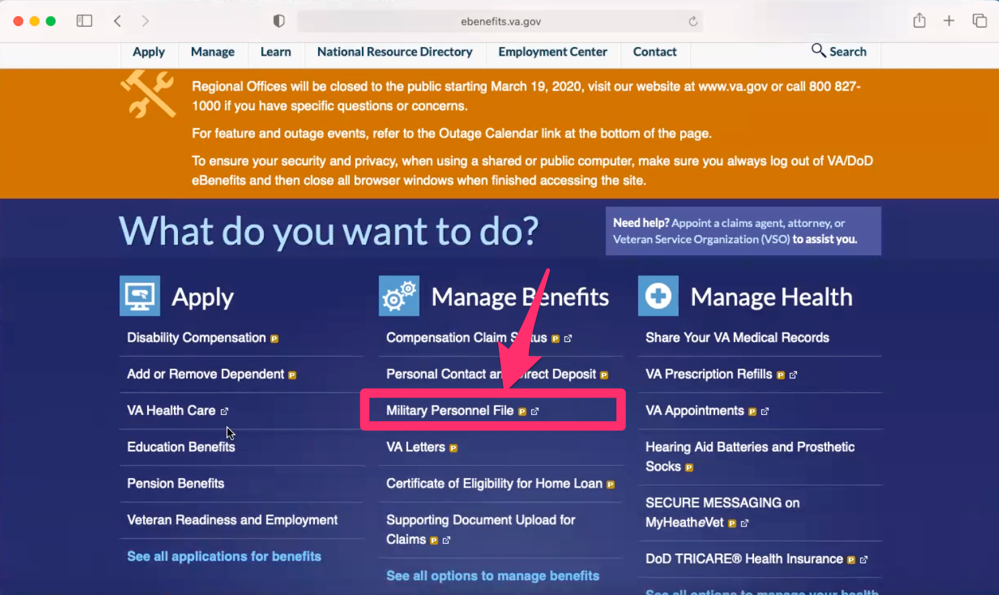 ebenefits.va.gov
Apply
Manage
Learn
National Resource Directory
Employment Center
Contact
Search
Regional Offices will be closed to the public starting March 19, 2020, visit our website at www.va.gov or call 800 827-
1000 if you have specific questions or concerns.
For feature and outage events, refer to the Outage Calendar link at the bottom of the page.
To ensure your security and privacy, when using a shared or public computer, make sure you always log out of VA/DoD
eBenefits and then close all browser windows when finished accessing the site.
What do you want to do?
Need help? Appoint a claims agent, attorney, or
Veteran Service Organization (VSO) to assist you.
Apply
Disability Compensation P
Add or Remove Dependent P
VA Health Care
Education Benefits
Pension Benefits
Veteran Readiness and Employment
See all applications for benefits
Manage Benefits
Compensation Claim Status P
Personal Contact and Direct Deposit P
Military Personnel File P
VA Letters P
Certificate of Eligibility for Home Loan P
Supporting Document Upload for
Claims P
See all options to manage benefits
Manage Health
Share Your VA Medical Records
VA Prescription Refills P
VA Appointments P
Hearing Aid Batteries and Prosthetic
Socks P
SECURE MESSAGING on
MyHeatheVet P
DoD TRICARE® Health Insurance P
See all options to manage your health